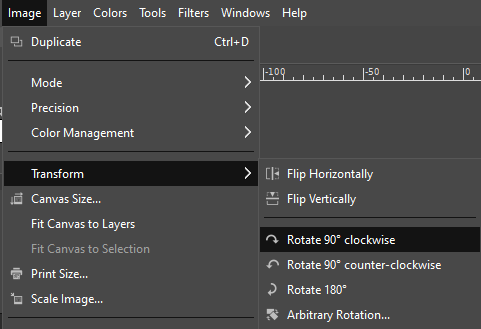 Image Layer Colors Tools Filters Windows Help
Duplicate Ctrl+D
-100 -50 0
Mode
Precision
Color Management
Transform
Canvas Size...
Fit Canvas to Layers
Fit Canvas to Selection
Print Size...
Scale Image...
Flip Horizontally
Flip Vertically
Rotate 90° clockwise
Rotate 90° counter-clockwise
Rotate 180°
Arbitrary Rotation...